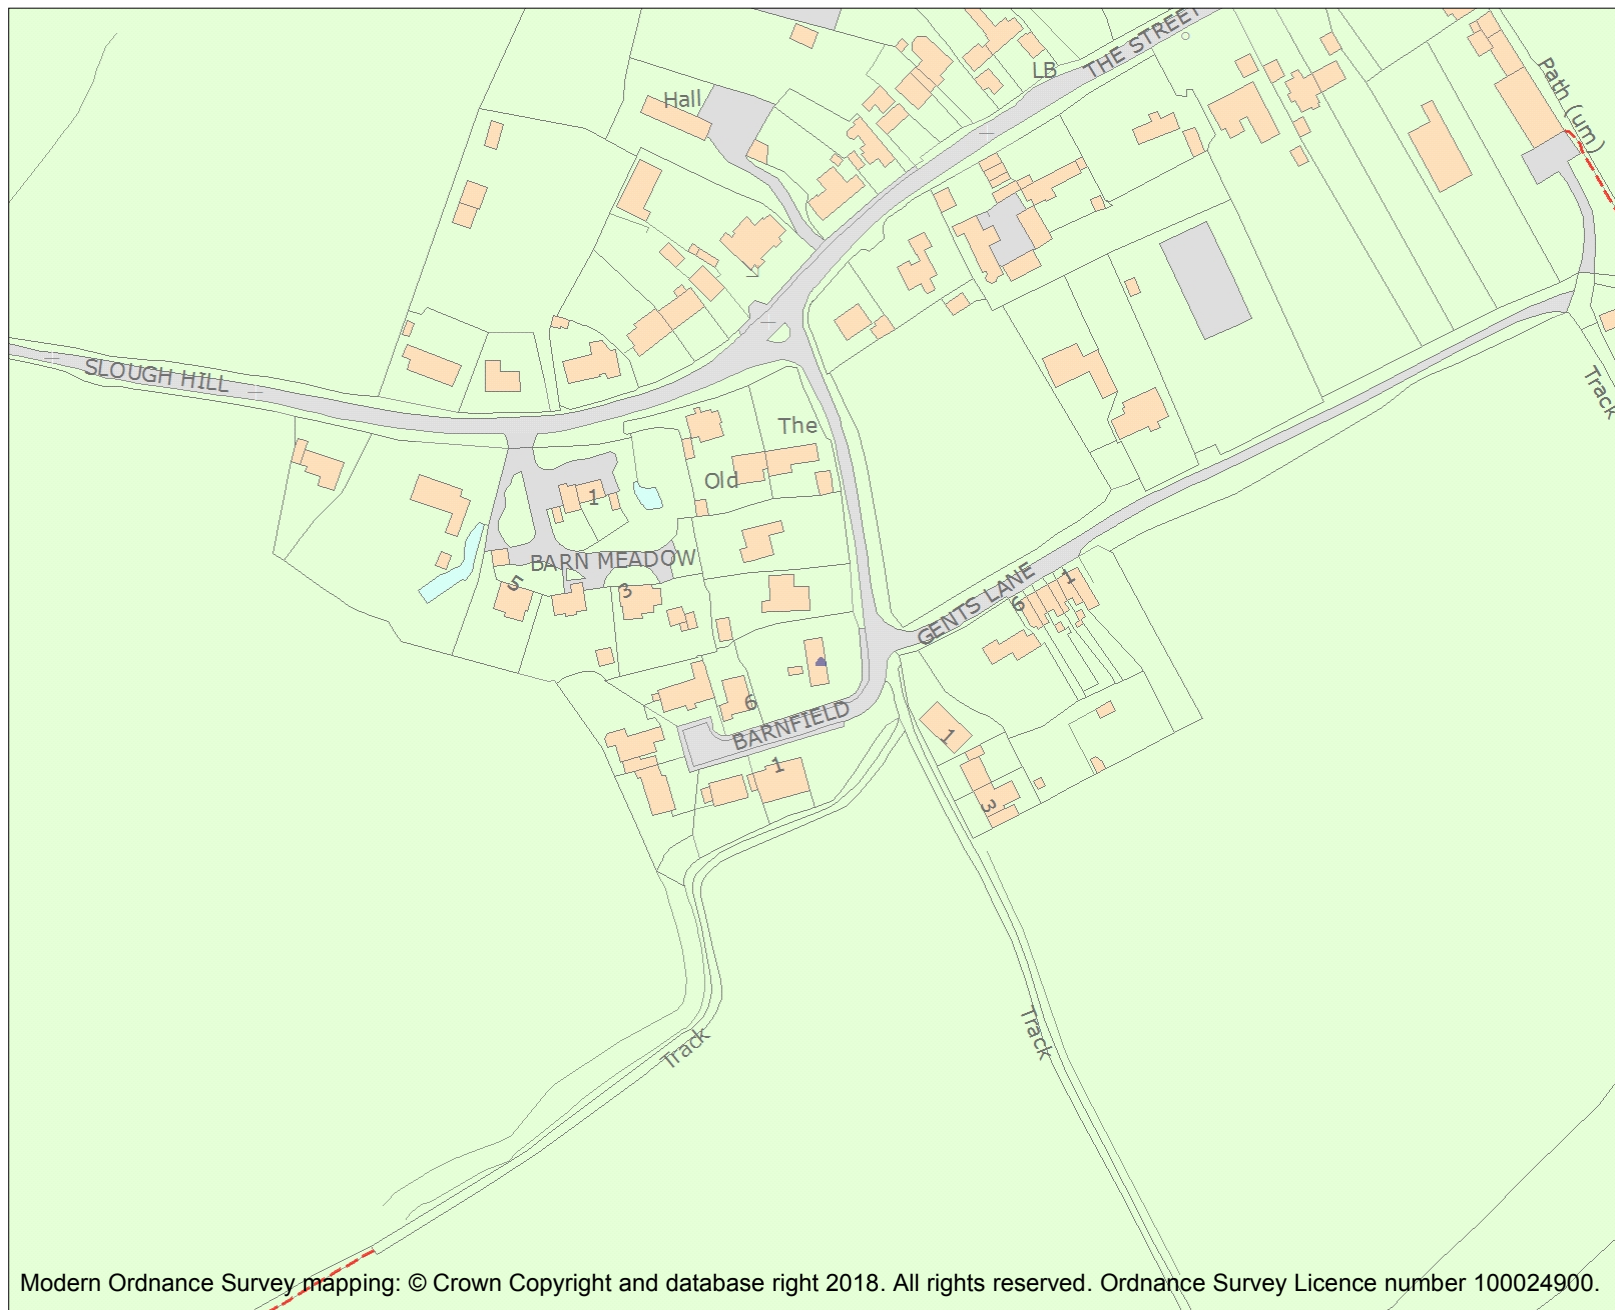 THE STREET
LB
Hall
Path (um)
SLOUGH HILL
Track
The
Old
1
BARN MEADOW
5
3
GENTS LANE
1
6
6
BARNFIELD
1
1
3
Track
Track
Modern Ordnance Survey mapping: © Crown Copyright and database right 2018. All rights reserved. Ordnance Survey Licence number 100024900.